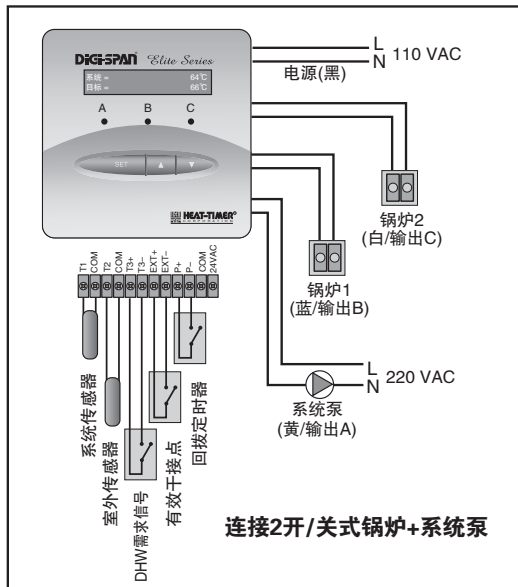 DIGI-SPAN® Elite Series
系统 = 64℃
目标 = 66℃
A B C
SET ▲ ▼
HEAT-TIMER®
CORPORATION
L
N 110 VAC
电源(黑)
锅炉2
(白/输出C)
锅炉1
(蓝/输出B)
L
N 220 VAC
系统泵
(黄/输出A)
T1 COM T2 COM T3+ T3- EXT+ EXT- P+ P- COM 24VAC
系统传感器
室外传感器
DHW需求信号
有效干接点
回拨定时器
连接2开/关式锅炉+系统泵